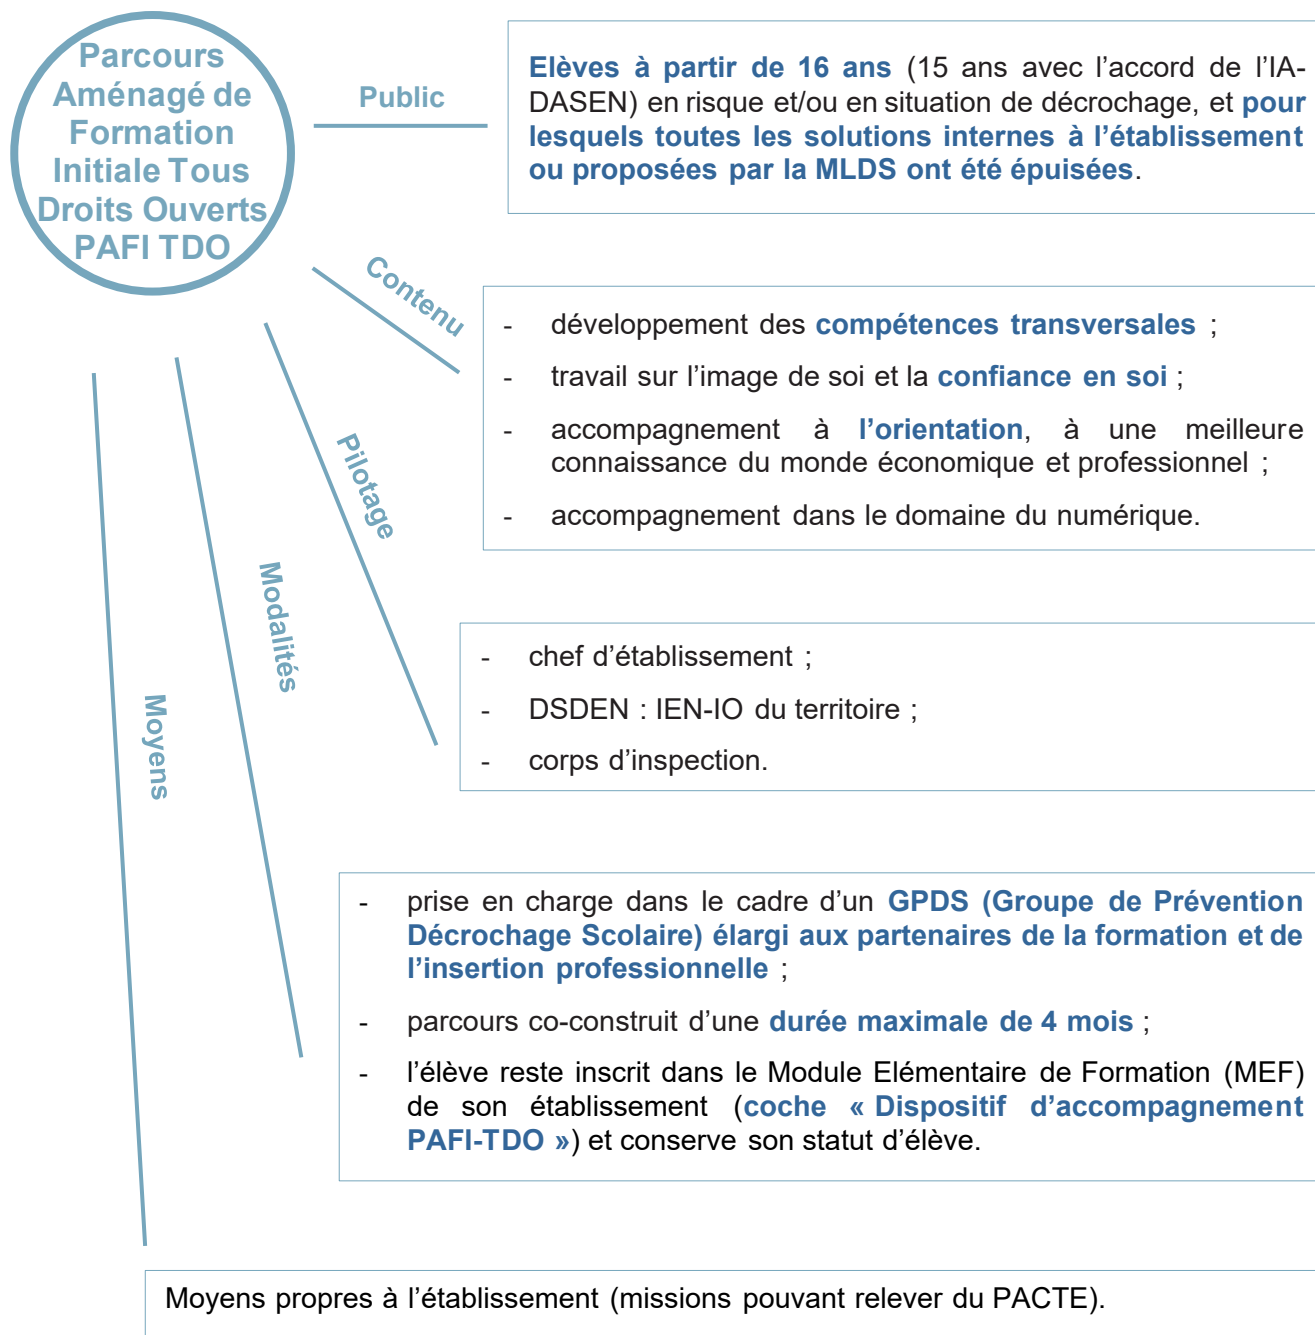 Parcours
Aménagé de
Formation
Initiale Tous
Droits Ouverts
PAFI TDO
Public
Elèves à partir de 16 ans (15 ans avec l’accord de l’IA-
DASEN) en risque et/ou en situation de décrochage, et pour
lesquels toutes les solutions internes à l’établissement
ou proposées par la MLDS ont été épuisées.
Contenu
- développement des compétences transversales ;
- travail sur l’image de soi et la confiance en soi ;
- accompagnement à l’orientation, à une meilleure
connaissance du monde économique et professionnel ;
- accompagnement dans le domaine du numérique.
Pilotage
- chef d’établissement ;
- DSDEN : IEN-IO du territoire ;
- corps d’inspection.
Modalités
- prise en charge dans le cadre d’un GPDS (Groupe de Prévention
Décrochage Scolaire) élargi aux partenaires de la formation et de
l’insertion professionnelle ;
- parcours co-construit d’une durée maximale de 4 mois ;
- l’élève reste inscrit dans le Module Elémentaire de Formation (MEF)
de son établissement (coche « Dispositif d’accompagnement
PAFI-TDO ») et conserve son statut d’élève.
Moyens
Moyens propres à l’établissement (missions pouvant relever du PACTE).